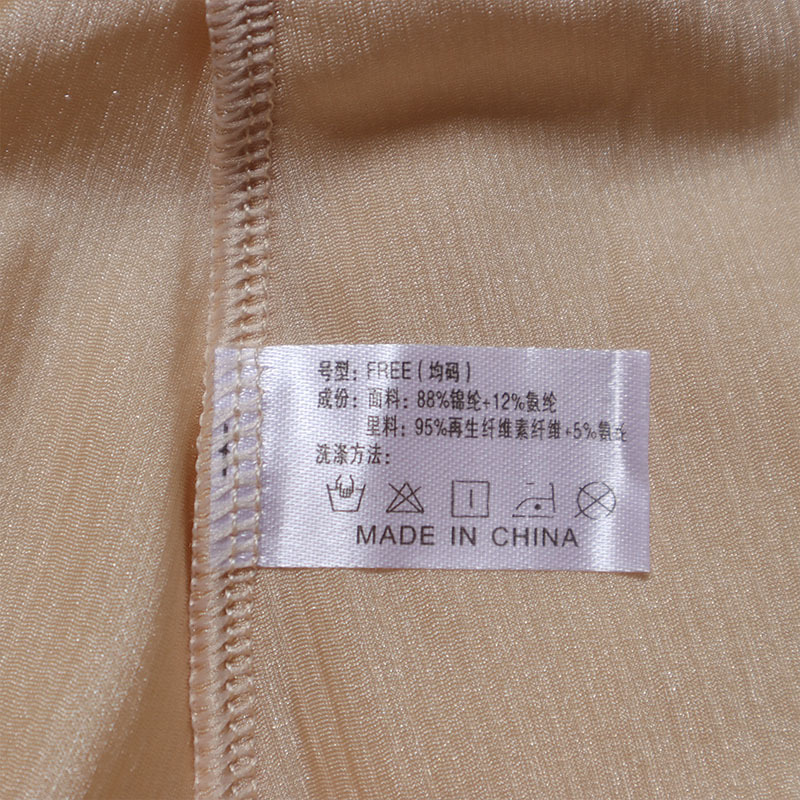 号型：FREE（均码）
成份：面料：88%锦纶+12%氨纶
里料：95%再生纤维素纤维+5%氨纶
洗涤方法：
MADE IN CHINA